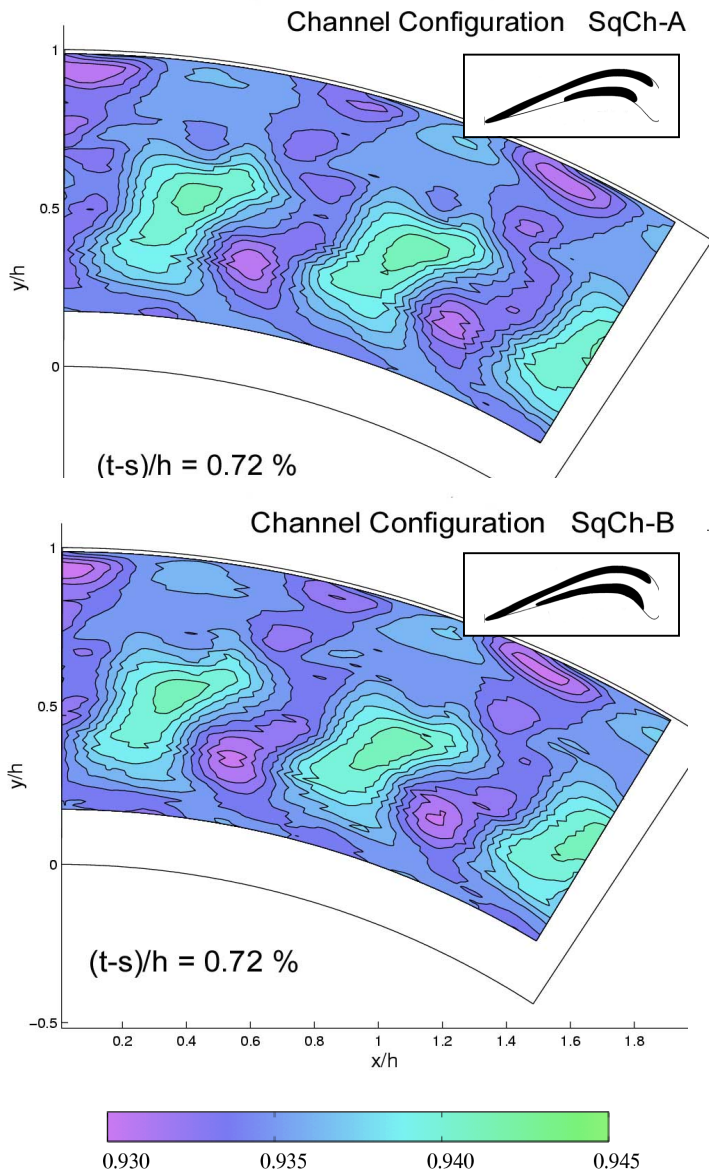 Channel Configuration SqCh-A
1
0.5
y/h
0
(t-s)/h = 0.72 %
Channel Configuration SqCh-B
1
0.5
y/h
0
(t-s)/h = 0.72 %
−0.5
0.2 0.4 0.6 0.8 1 1.2 1.4 1.6 1.8
x/h
0.930 0.935 0.940 0.945